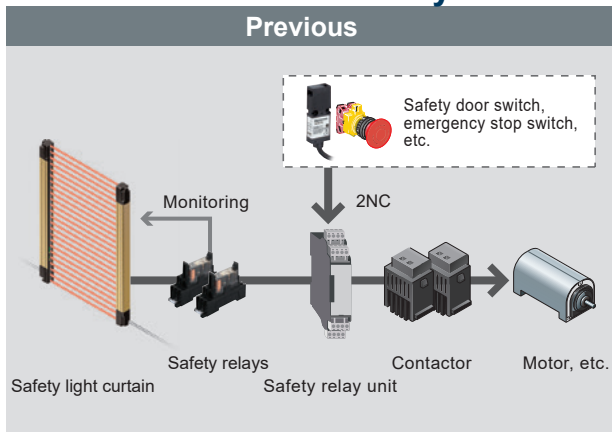 Previous
Safety door switch,
emergency stop switch,
etc.
Monitoring
2NC
Safety relays
Contactor
Motor, etc.
Safety light curtain
Safety relay unit